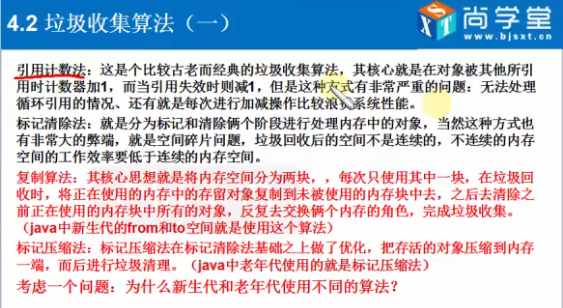 4.2 垃圾收集算法（一）
尚学堂
SXT
www.bjsxt.com
引用计数法：这是个比较古老而经典的垃圾收集算法，其核心就是在对象被其他所引
用时计数器加1，而当引用失效时则减1，但是这种方式有非常严重的问题：无法处理
循环引用的情况、还有就是每次进行加减操作比较浪费系统性能。
标记清除法：就是分为标记和清除俩个阶段进行处理内存中的对象，当然这种方式也
有非常大的弊端，就是空间碎片问题，垃圾回收后的空间不是连续的，不连续的内存
空间的工作效率要低于连续的内存空间。
复制算法：其核心思想就是将内存空间分为两块，，每次只使用其中一块，在垃圾回
收时，将正在使用的内存中的存留对象复制到未被使用的内存块中去，之后去清除之
前正在使用的内存块中所有的对象，反复去交换俩个内存的角色，完成垃圾收集。
（java中新生代的from和to空间就是使用这个算法）
标记压缩法：标记压缩法在标记清除法基础之上做了优化，把存活的对象压缩到内存
一端，而后进行垃圾清理。（java中老年代使用的就是标记压缩法）
考虑一个问题：为什么新生代和老年代使用不同的算法？